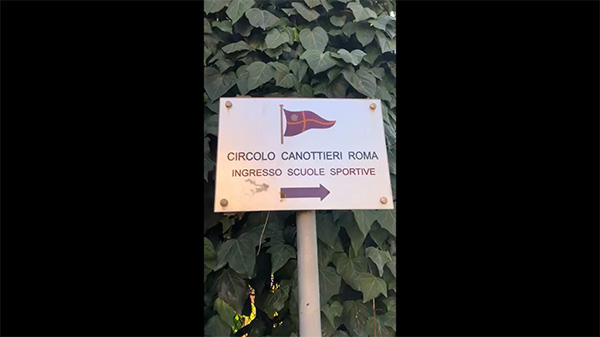 CIRCOLO CANOTTIERI ROMA
INGRESSO SCUOLE SPORTIVE